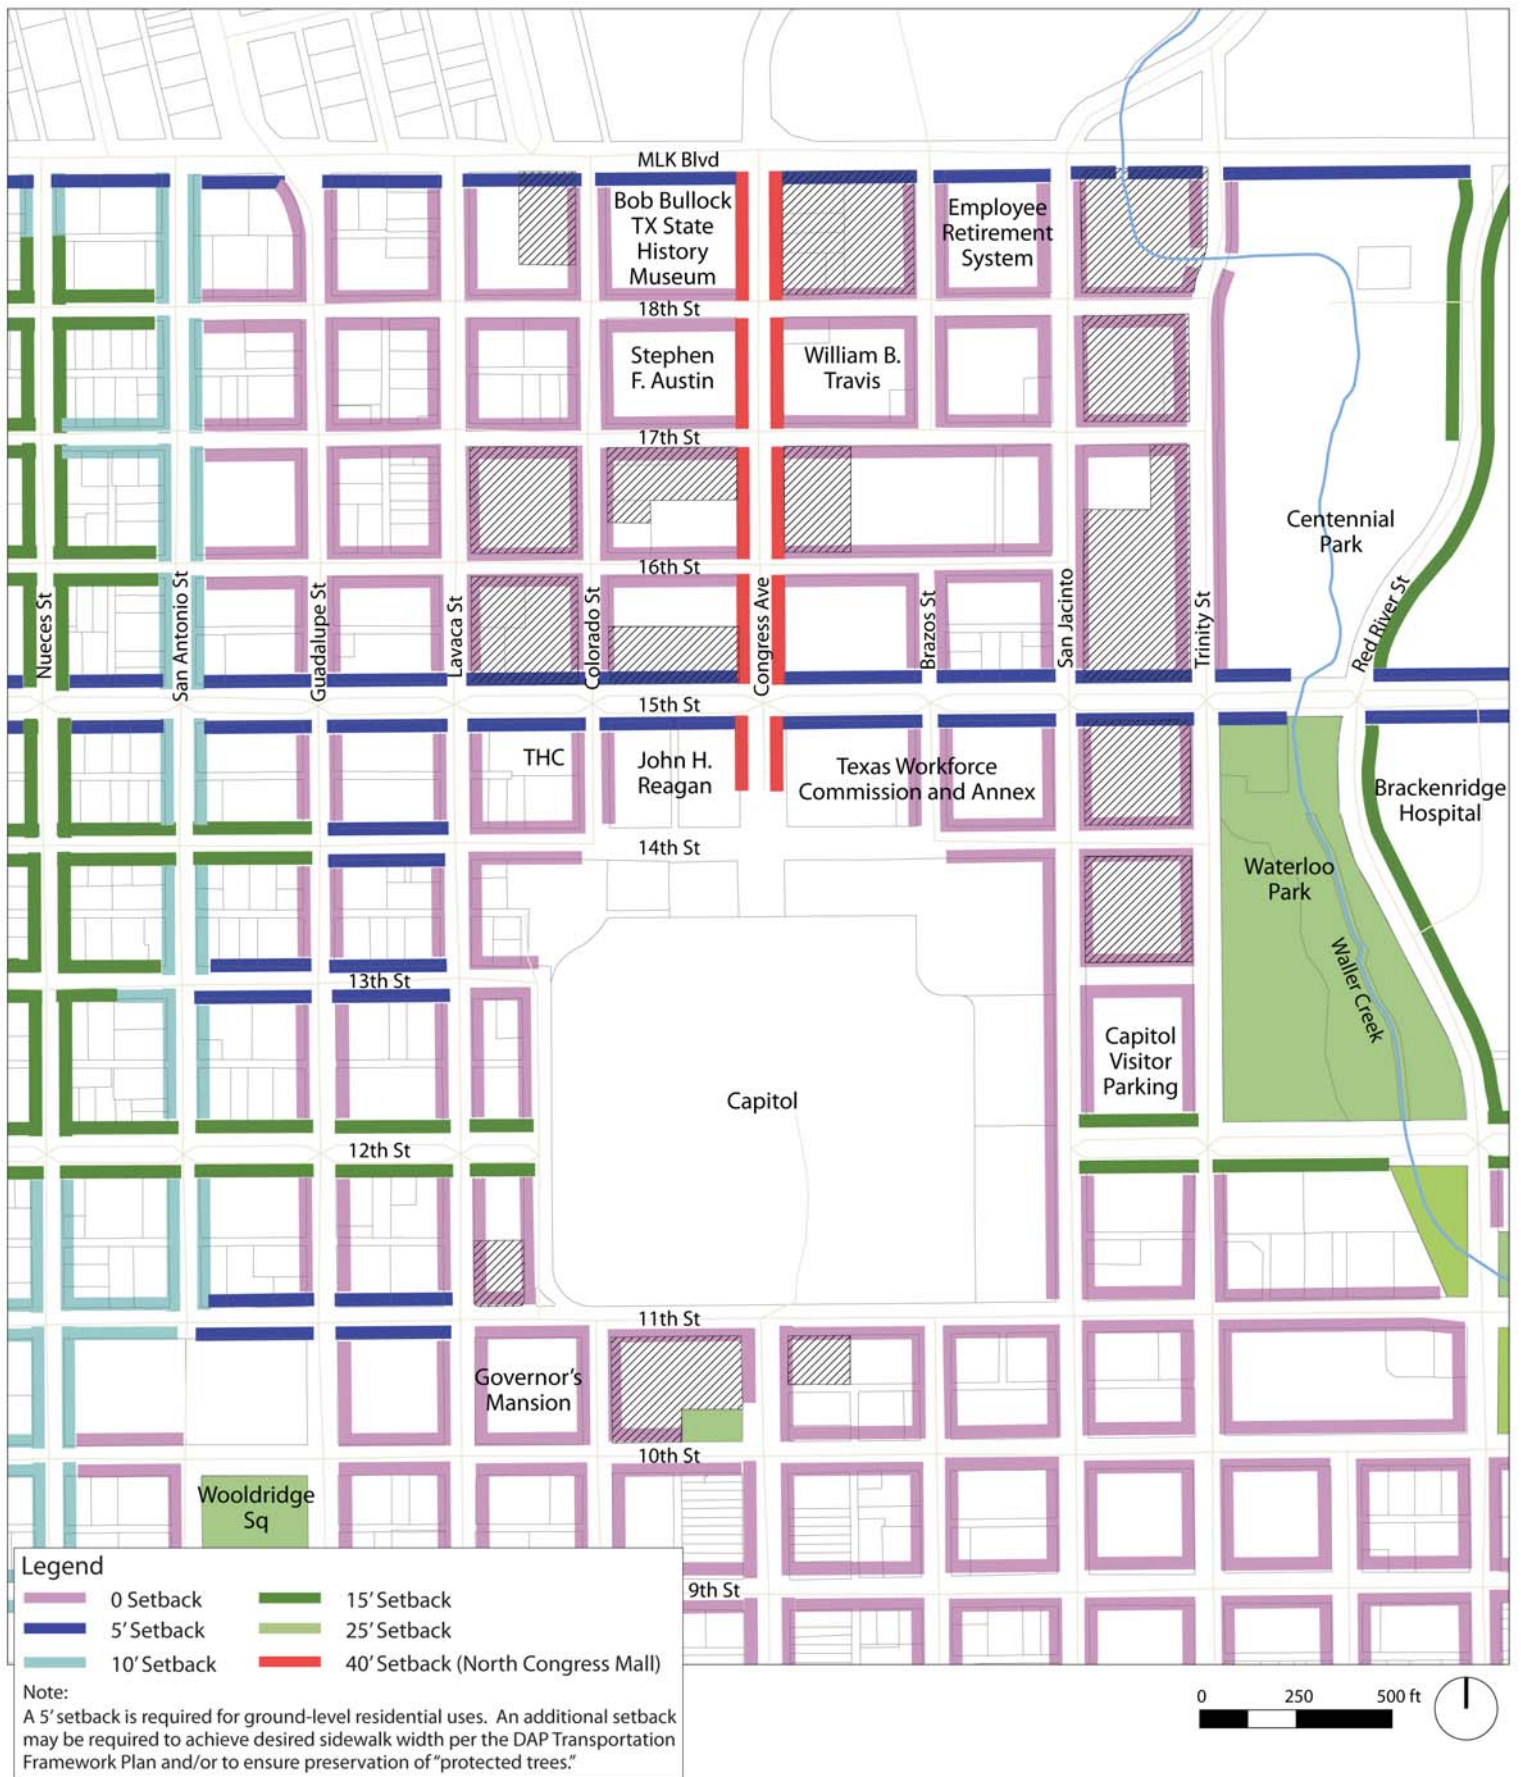 MLK Blvd
Bob Bullock
TX State
History
Museum
Employee
Retirement
System
18th St
Stephen
F. Austin
William B.
Travis
17th St
Centennial
Park
16th St
Nueces St
San Antonio St
Guadalupe St
Lavaca St
Colorado St
Congress Ave
Brazos St
San Jacinto
Trinity St
Red River St
15th St
THC
John H.
Reagan
Texas Workforce
Commission and Annex
Brackenridge
Hospital
14th St
Waterloo
Park
Waller Creek
13th St
Capitol
Visitor
Parking
Capitol
12th St
11th St
Governor's
Mansion
10th St
Wooldridge
Sq
9th St
Legend
0 Setback
15' Setback
5' Setback
25' Setback
10' Setback
40' Setback (North Congress Mall)
Note:
A 5' setback is required for ground-level residential uses. An additional setback
may be required to achieve desired sidewalk width per the DAP Transportation
Framework Plan and/or to ensure preservation of "protected trees."
0 250 500 ft